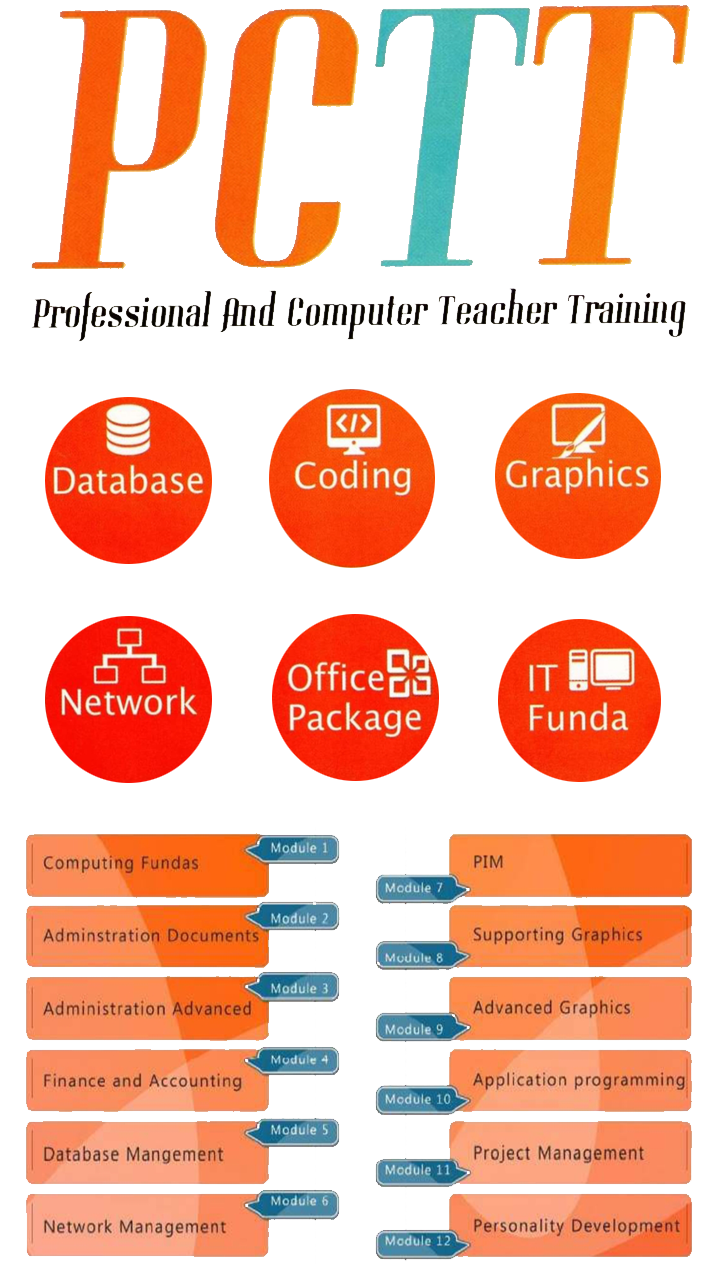 PCTT
Professional And Computer Teacher Training
Database
Coding
Graphics
Network
Office
Package
IT
Funda
Computing Fundas
Module 1
Adminstration Documents
Module 2
Administration Advanced
Module 3
Finance and Accounting
Module 4
Database Mangement
Module 5
Network Management
Module 6
PIM
Module 7
Supporting Graphics
Module 8
Advanced Graphics
Module 9
Application programming
Module 10
Project Management
Module 11
Personality Development
Module 12